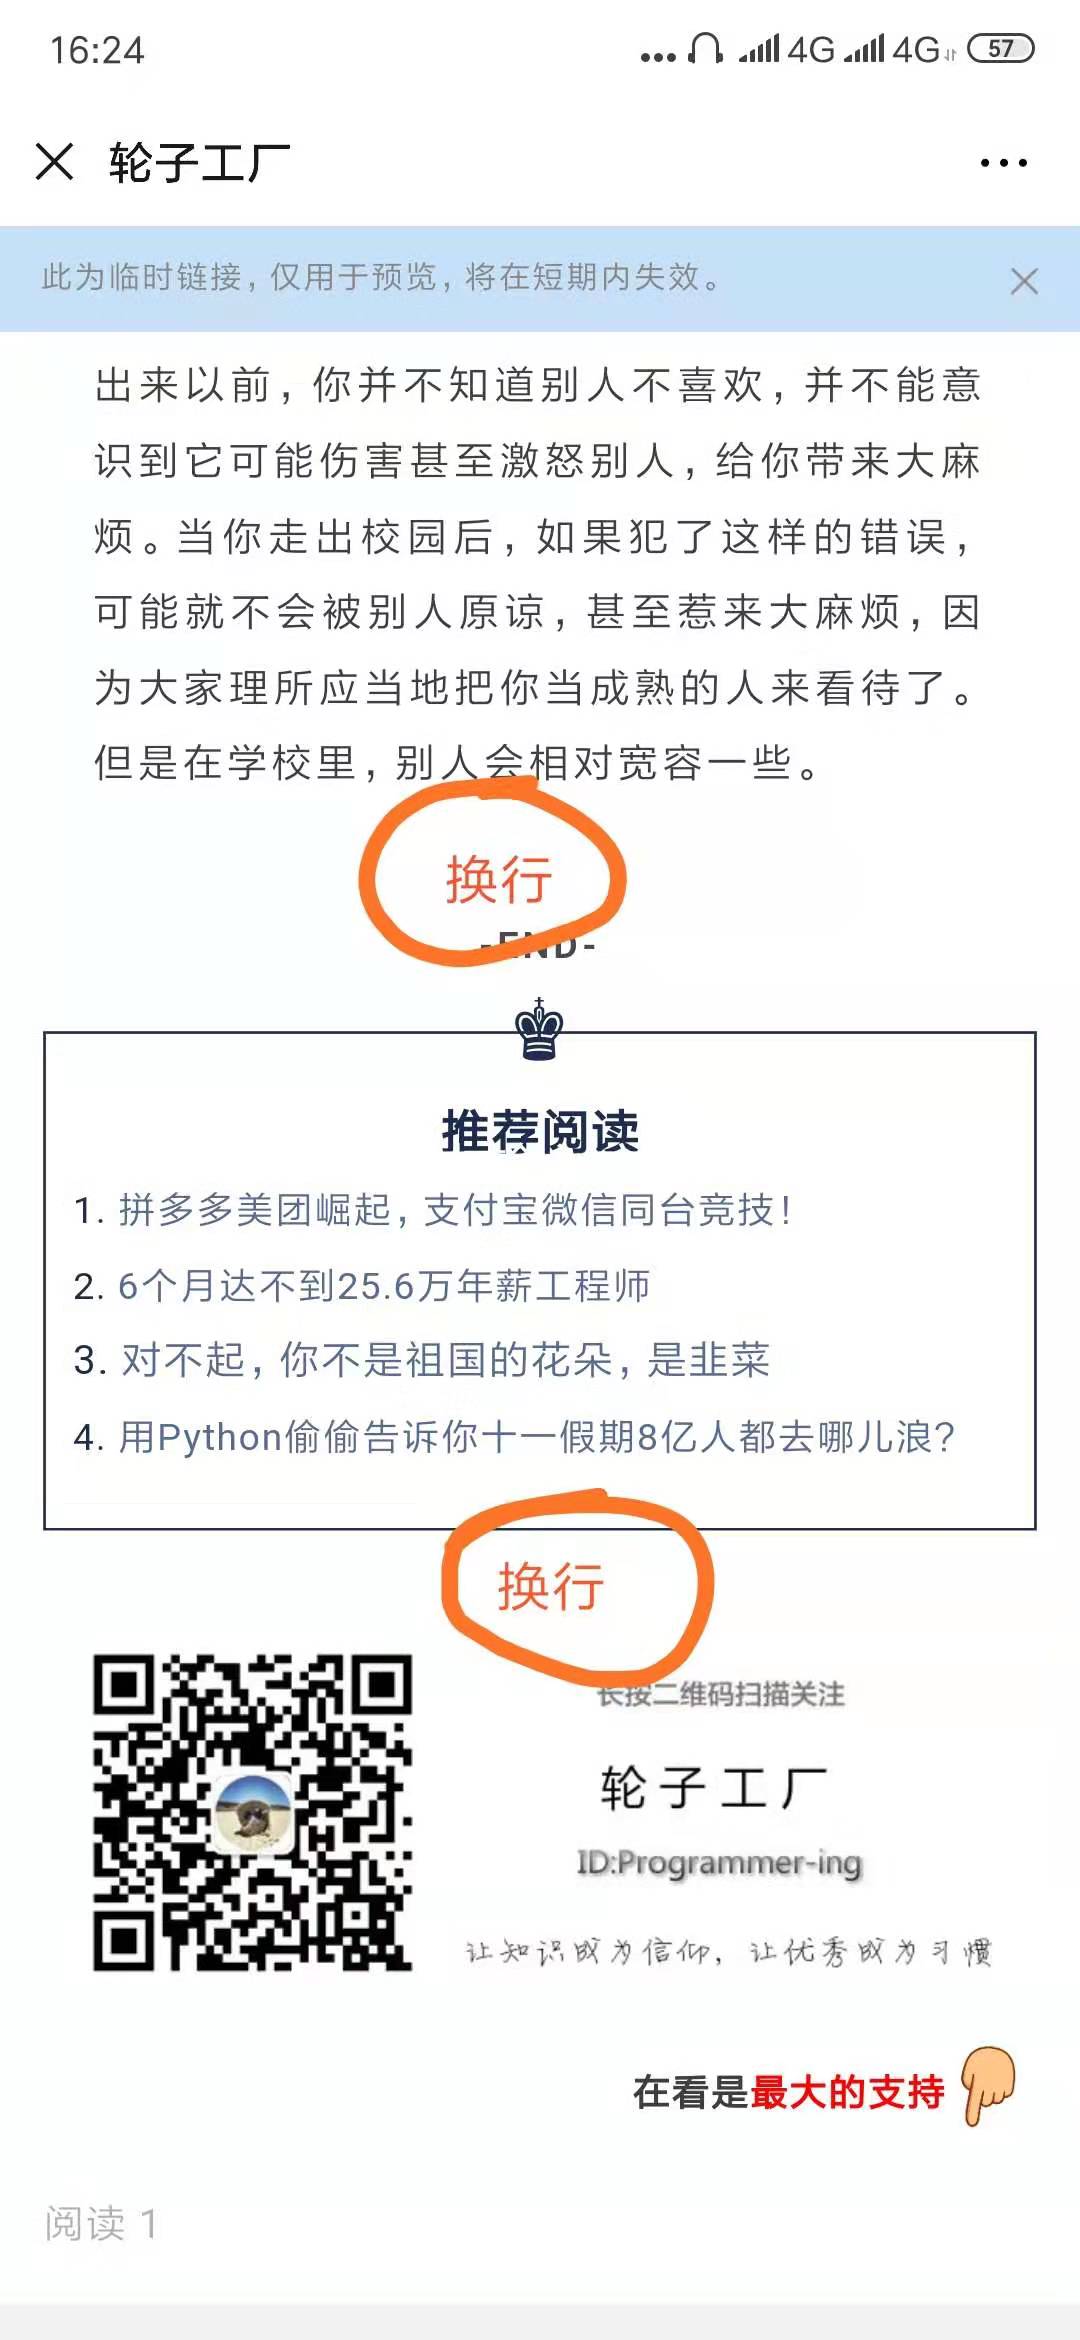 16:24
4G 4G 57
轮子工厂
此为临时链接，仅用于预览，将在短期内失效。
出来以前，你并不知道别人不喜欢，并不能意
识到它可能伤害甚至激怒别人，给你带来大麻
烦。当你走出校园后，如果犯了这样的错误，
可能就不会被别人原谅，甚至惹来大麻烦，因
为大家理所应当地把你当成熟的人来看待了。
但是在学校里，别人会相对宽容一些。
换行
-END-
推荐阅读
1. 拼多多美团崛起，支付宝微信同台竞技！
2. 6个月达不到25.6万年薪工程师
3. 对不起，你不是祖国的花朵，是韭菜
4. 用Python偷偷告诉你十一假期8亿人都去哪儿浪？
换行
长按二维码扫描关注
轮子工厂
ID:Programmer-ing
让知识成为信仰，让优秀成为习惯
在看是最大的支持
阅读 1